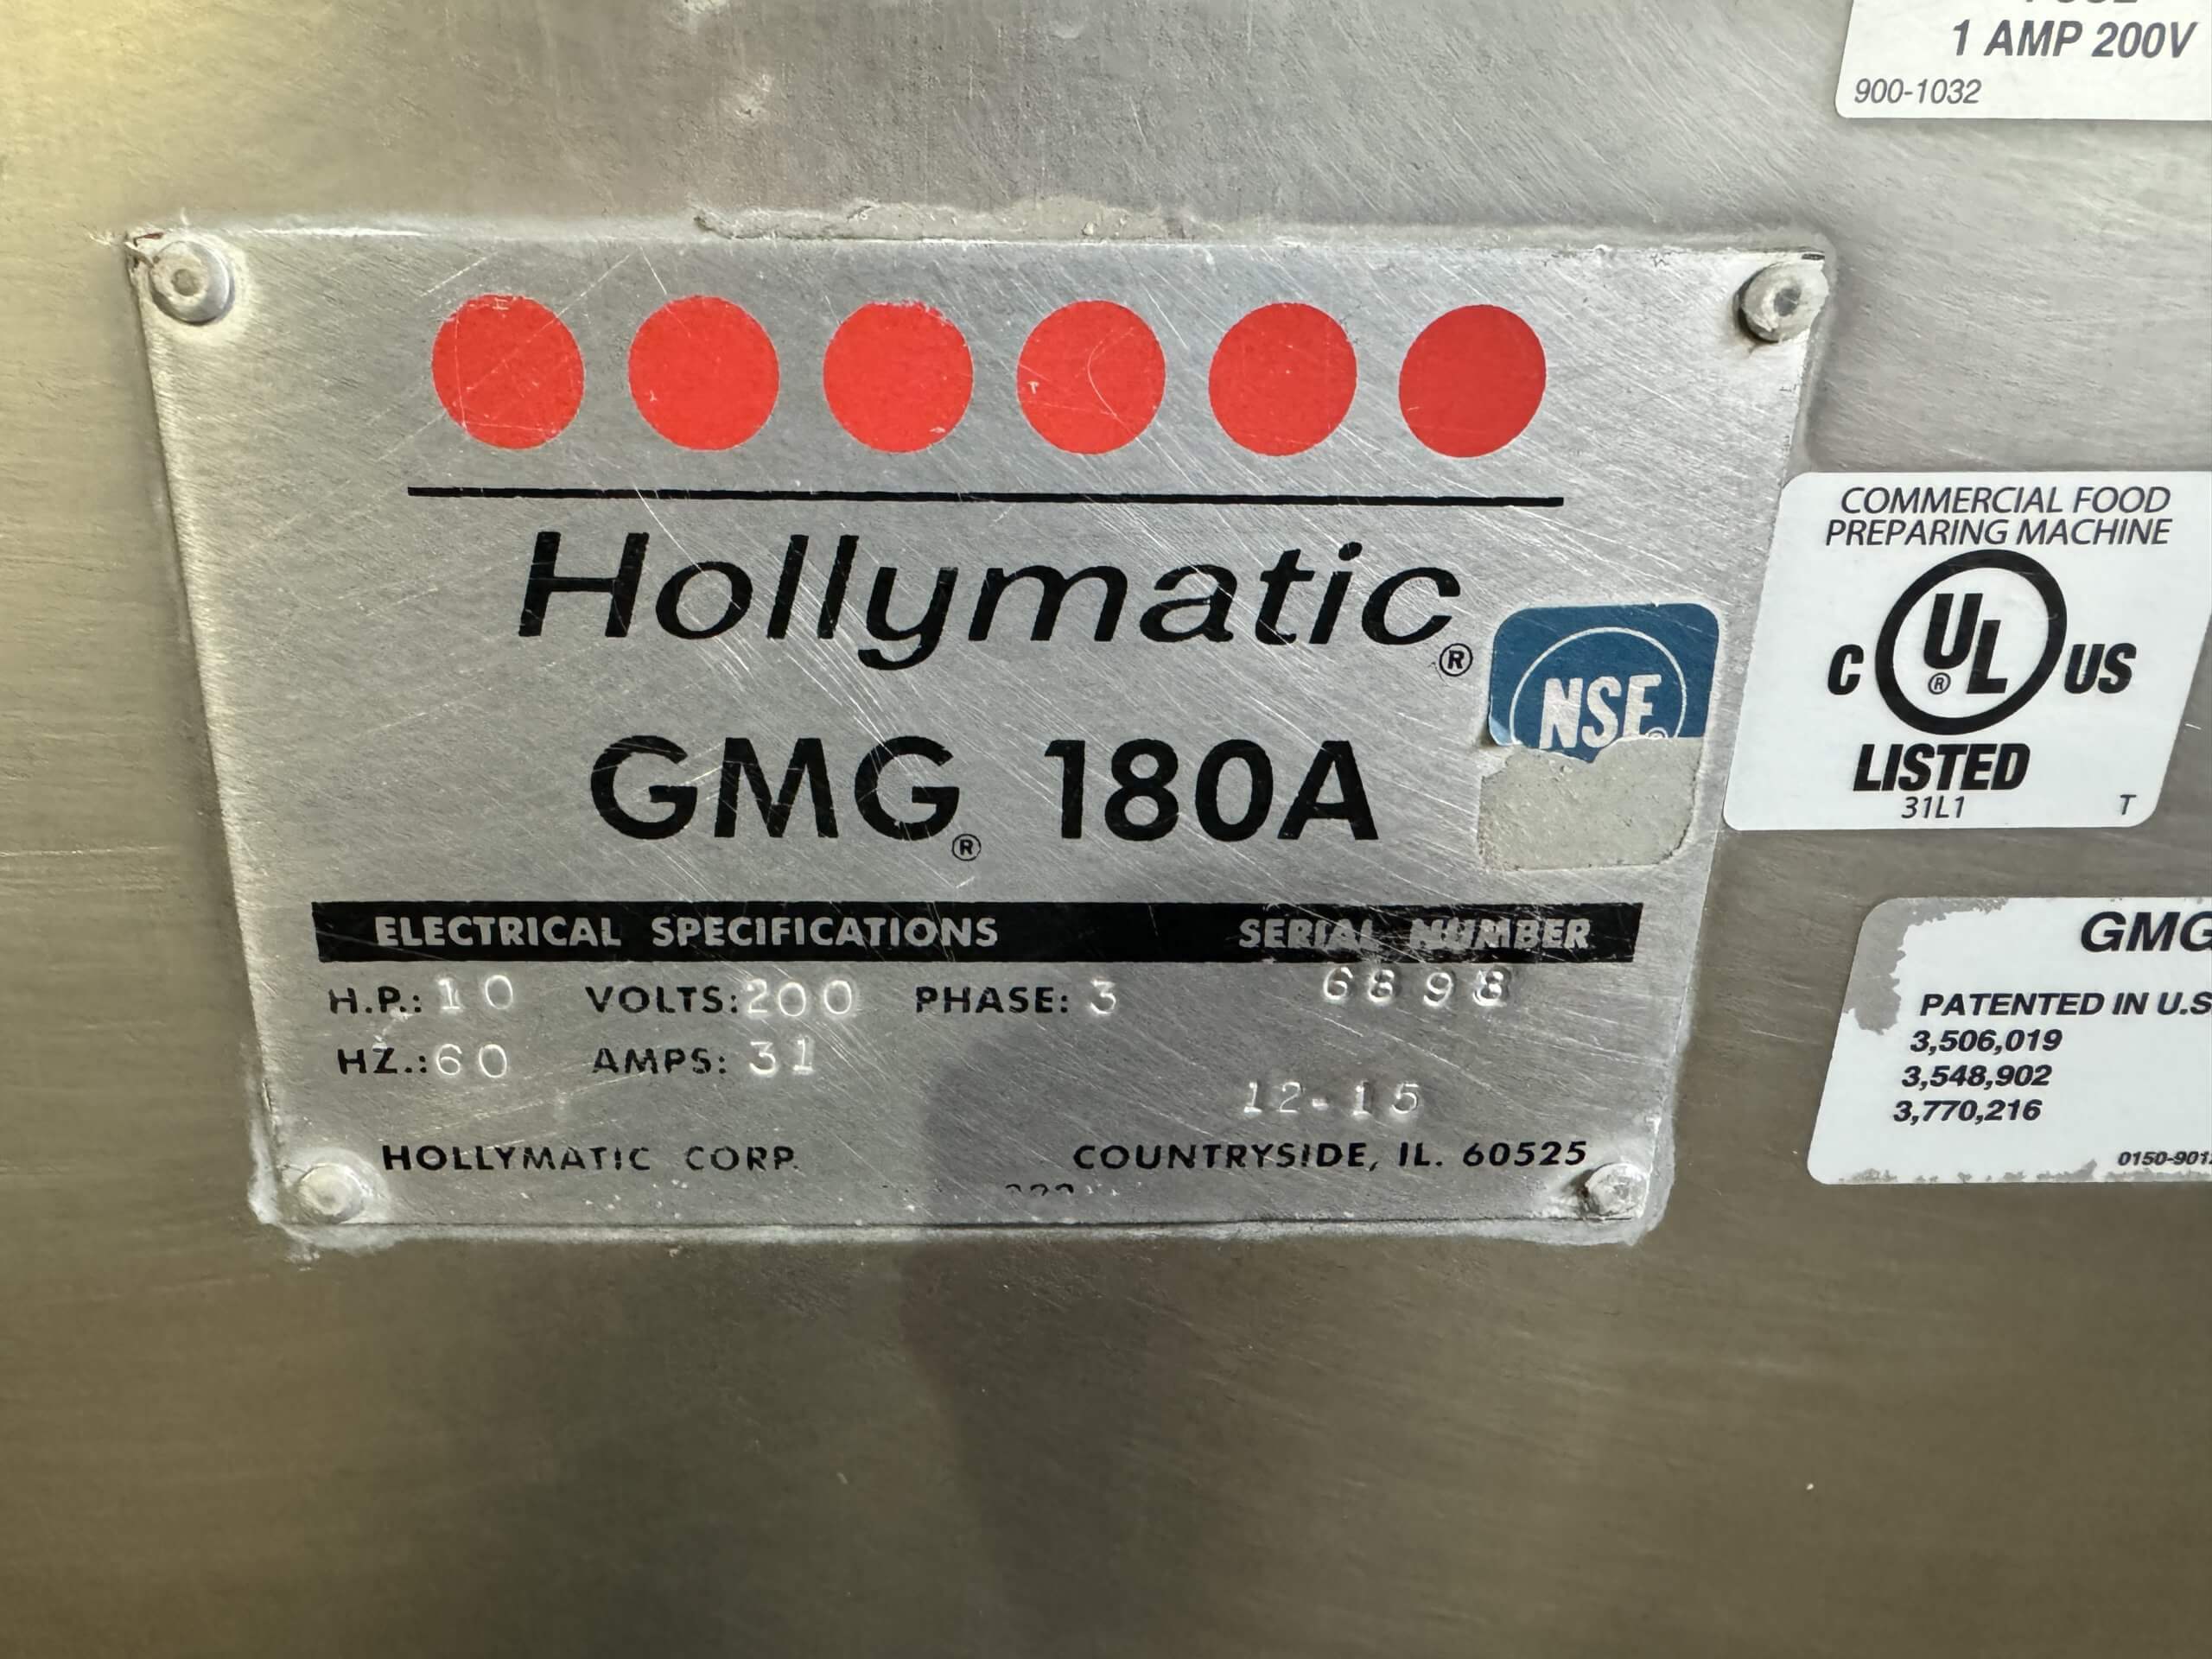 1 AMP 200V
900-1032
Hollymatic®
GMG® 180A
NSF®
ELECTRICAL SPECIFICATIONS SERIAL NUMBER
H.P.: 10 VOLTS: 200 PHASE: 3 6898
HZ.: 60 AMPS: 31
12-15
HOLLYMATIC CORP. COUNTRYSIDE, IL. 60525
COMMERCIAL FOOD
PREPARING MACHINE
C UL® US
LISTED
31L1 T
GMG
PATENTED IN U.S
3,506,019
3,548,902
3,770,216
0150-901